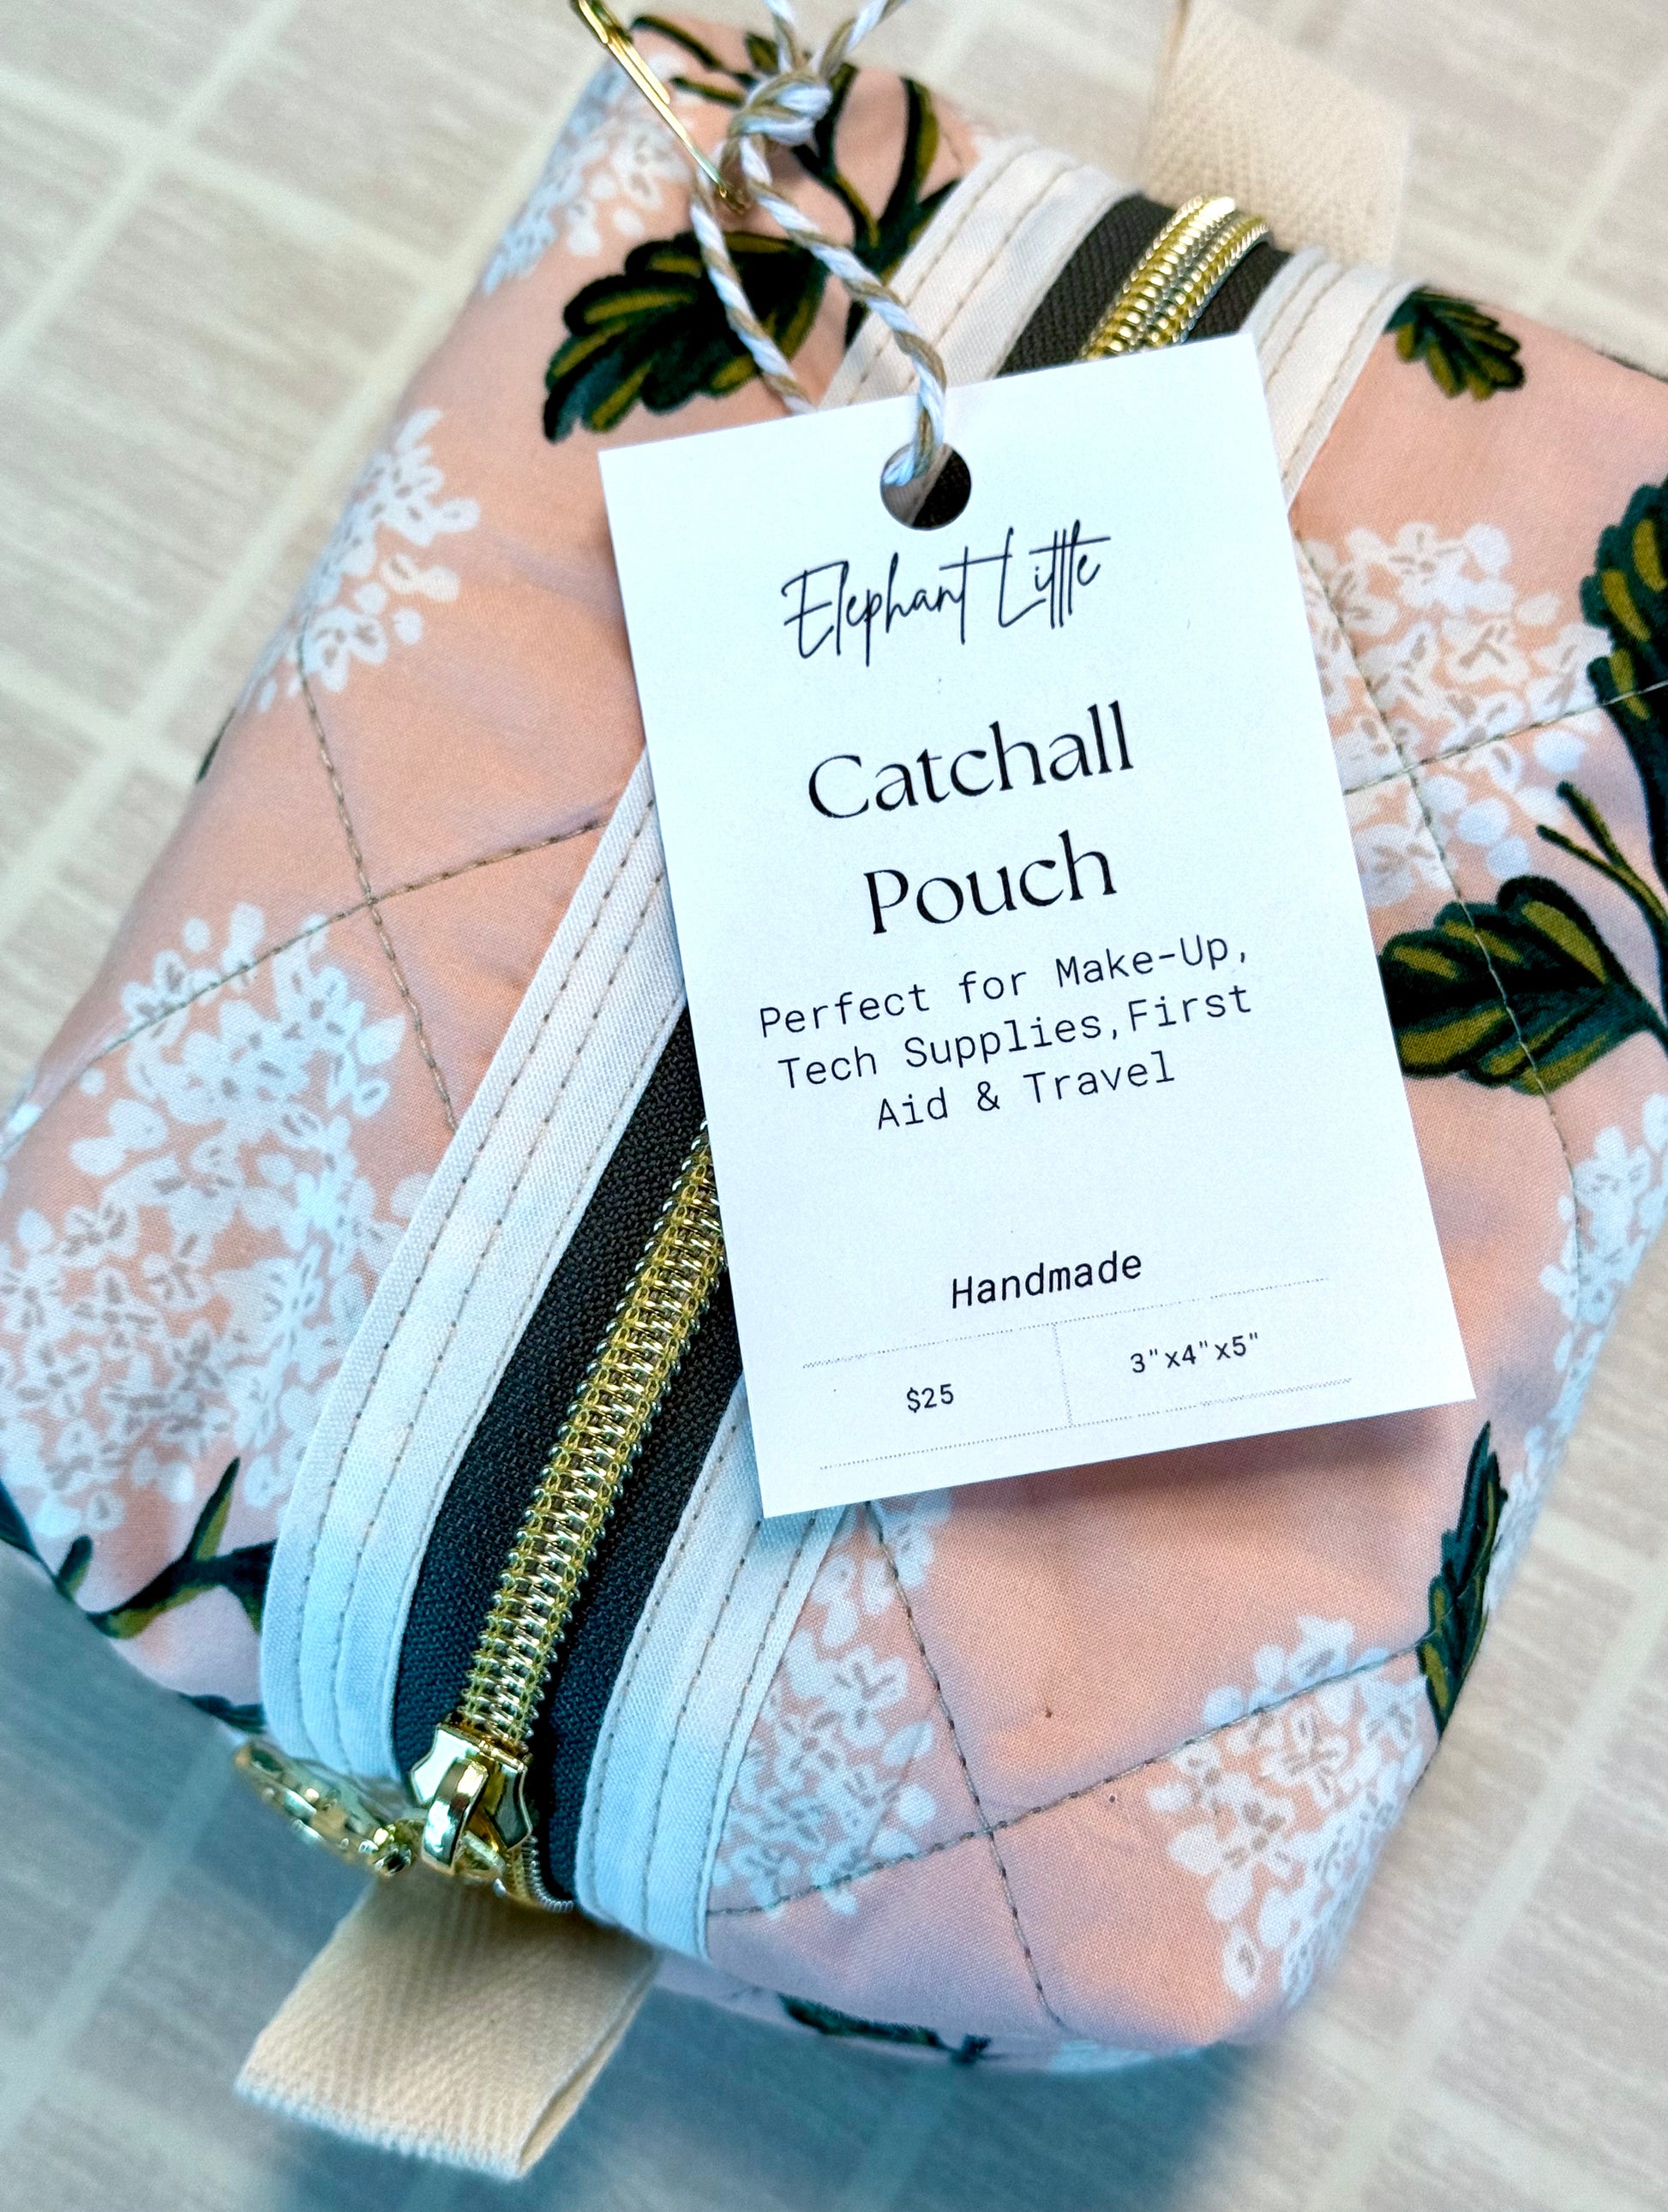 Elephant Little
Catchall
Pouch
Perfect for Make-Up,
Tech Supplies,First
Aid & Travel
Handmade
$25
3"x4"x5"